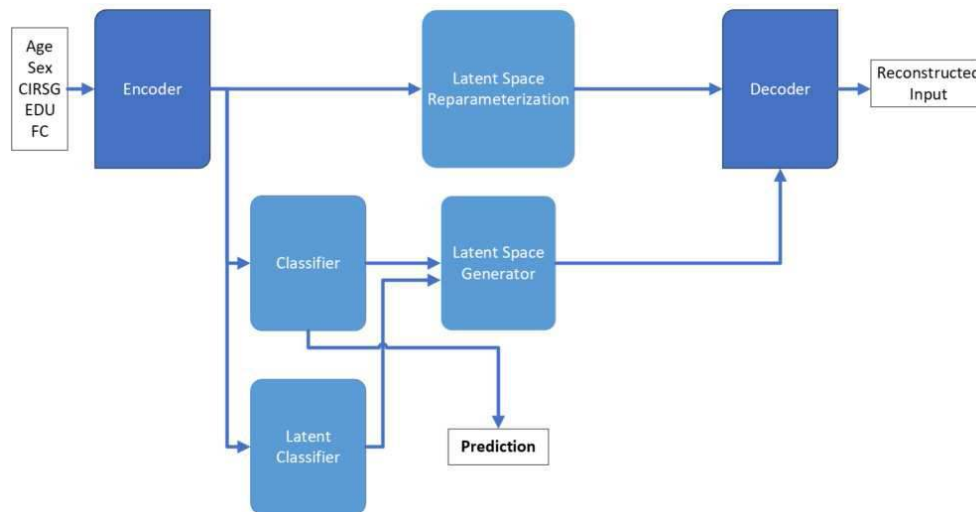 Age
Sex
CIRSG
EDU
FC
Encoder
Latent Space
Reparameterization
Decoder
Reconstructed
Input
Classifier
Latent Space
Generator
Latent
Classifier
Prediction